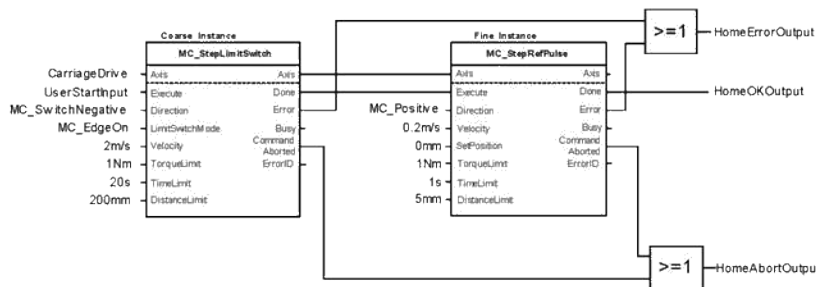 Coarse Instance
MC_StepLimitSwitch
CarriageDrive Axis Axis
UserStartInput Execute Done
MC_SwitchNegative Direction Error
MC_EdgeOn LimitSwitchMode Busy
2m/s Velocity Command Aborted
1Nm TorqueLimit ErrorID
20s TimeLimit
200mm DistanceLimit
Fine Instance
MC_StepRefPulse
Axis Axis
Execute Done
MC_Positive Direction Error
0.2m/s Velocity Busy
0mm SetPosition Command Aborted
1Nm TorqueLimit ErrorID
1s TimeLimit
5mm DistanceLimit
>=1 HomeErrorOutput
HomeOKOutput
>=1 HomeAbortOutpu